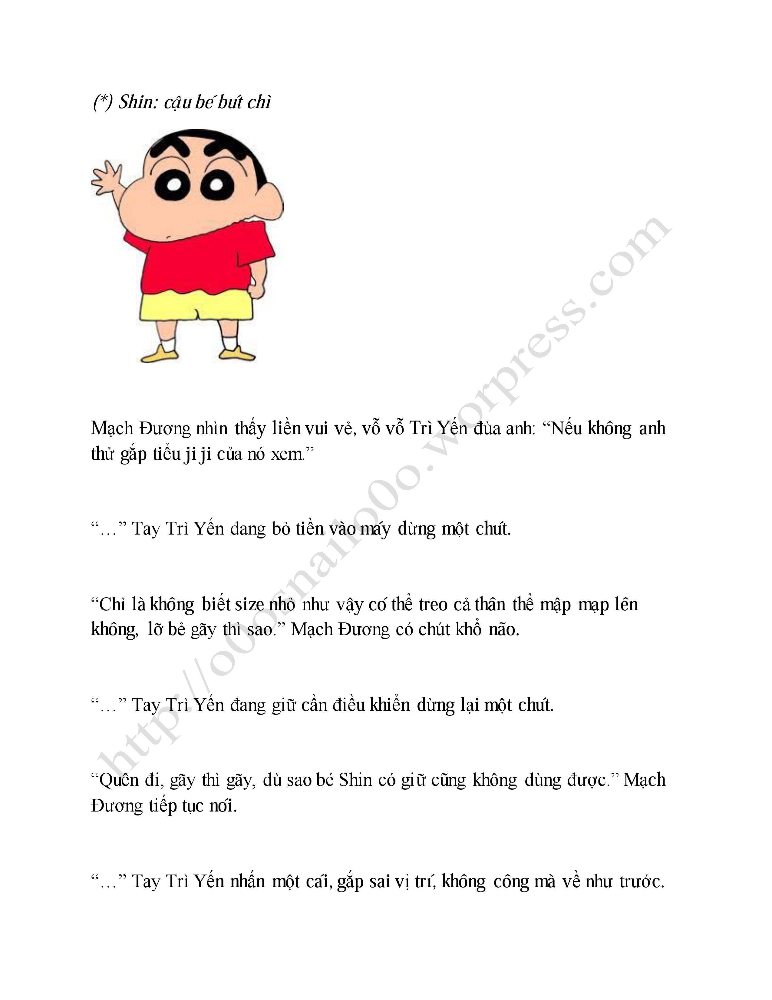 (*) Shin: cậu bé bút chì
Mạch Đương nhìn thấy liền vui vẻ, vỗ vỗ Trì Yến đùa anh: “Nếu không anh
thử gắp tiểu ji ji của nó xem.”
“…” Tay Trì Yến đang bỏ tiền vào máy dừng một chút.
“Chỉ là không biết size nhỏ như vậy có thể treo cả thân thể mập mạp lên
không, lỡ bẻ gãy thì sao.” Mạch Đương có chút khổ não.
“…” Tay Trì Yến đang giữ cần điều khiển dừng lại một chút.
“Quên đi, gãy thì gãy, dù sao bé Shin có giữ cũng không dùng được.” Mạch
Đương tiếp tục nói.
“…” Tay Trì Yến nhấn một cái, gắp sai vị trí, không công mà về như trước.
http://o0osnailo0o.worpress.com